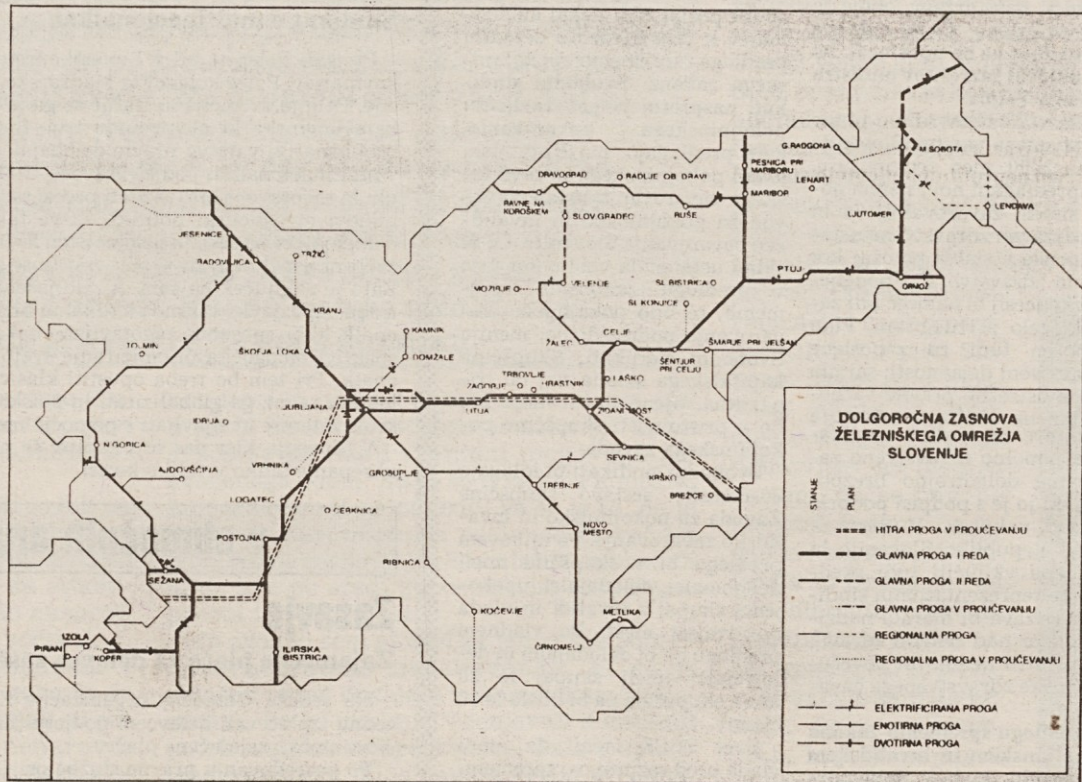 G. RADGONA
M. SOBOTA
PESNICA PRI
MARIBORU
LENART
MARIBOR
LENDAVA
DRAVOGRAD
RADLJE OB DRAVI
RAVNE NA
KOROŠKEM
SLOV. GRADEC
RUŠE
LJUTOMER
JESENICE
RADOVLJICA
TRŽIČ
MOZIRJE
VELENJE
SL. BISTRICA
PTUJ
ORMOŽ
SL. KONJICE
KRANJ
KAMNIK
ŽALEC
CELJE
TOLMIN
ŠKOFJA LOKA
DOMŽALE
ŠENTJUR
PRI CELJU
ŠMARJE PRI JELŠAH
TRBOVLJE
ZAGORJE
HRASTNIK
LAŠKO
LJUBLJANA
LITIJA
ZIDANI MOST
IDRIJA
N. GORICA
VRHNIKA
GROSUPLJE
SEVNICA
AJDOVŠČINA
TREBNJE
KRŠKO
BREŽICE
LOGATEC
CERKNICA
POSTOJNA
NOVO
MESTO
RIBNICA
SEŽANA
KOČEVJE
METLIKA
IZOLA
PIRAN
KOPER
ILIRSKA
BISTRICA
ČRNOMELJ
DOLGOROČNA ZASNOVA
ŽELEZNIŠKEGA OMREŽJA
SLOVENIJE
STANJE
PLAN
HITRA PROGA V PROUČEVANJU
GLAVNA PROGA I REDA
GLAVNA PROGA II REDA
GLAVNA PROGA V PROUČEVANJU
REGIONALNA PROGA
REGIONALNA PROGA V PROUČEVANJU
ELEKTRIFICIRANA PROGA
ENOTIRNA PROGA
DVOTIRNA PROGA